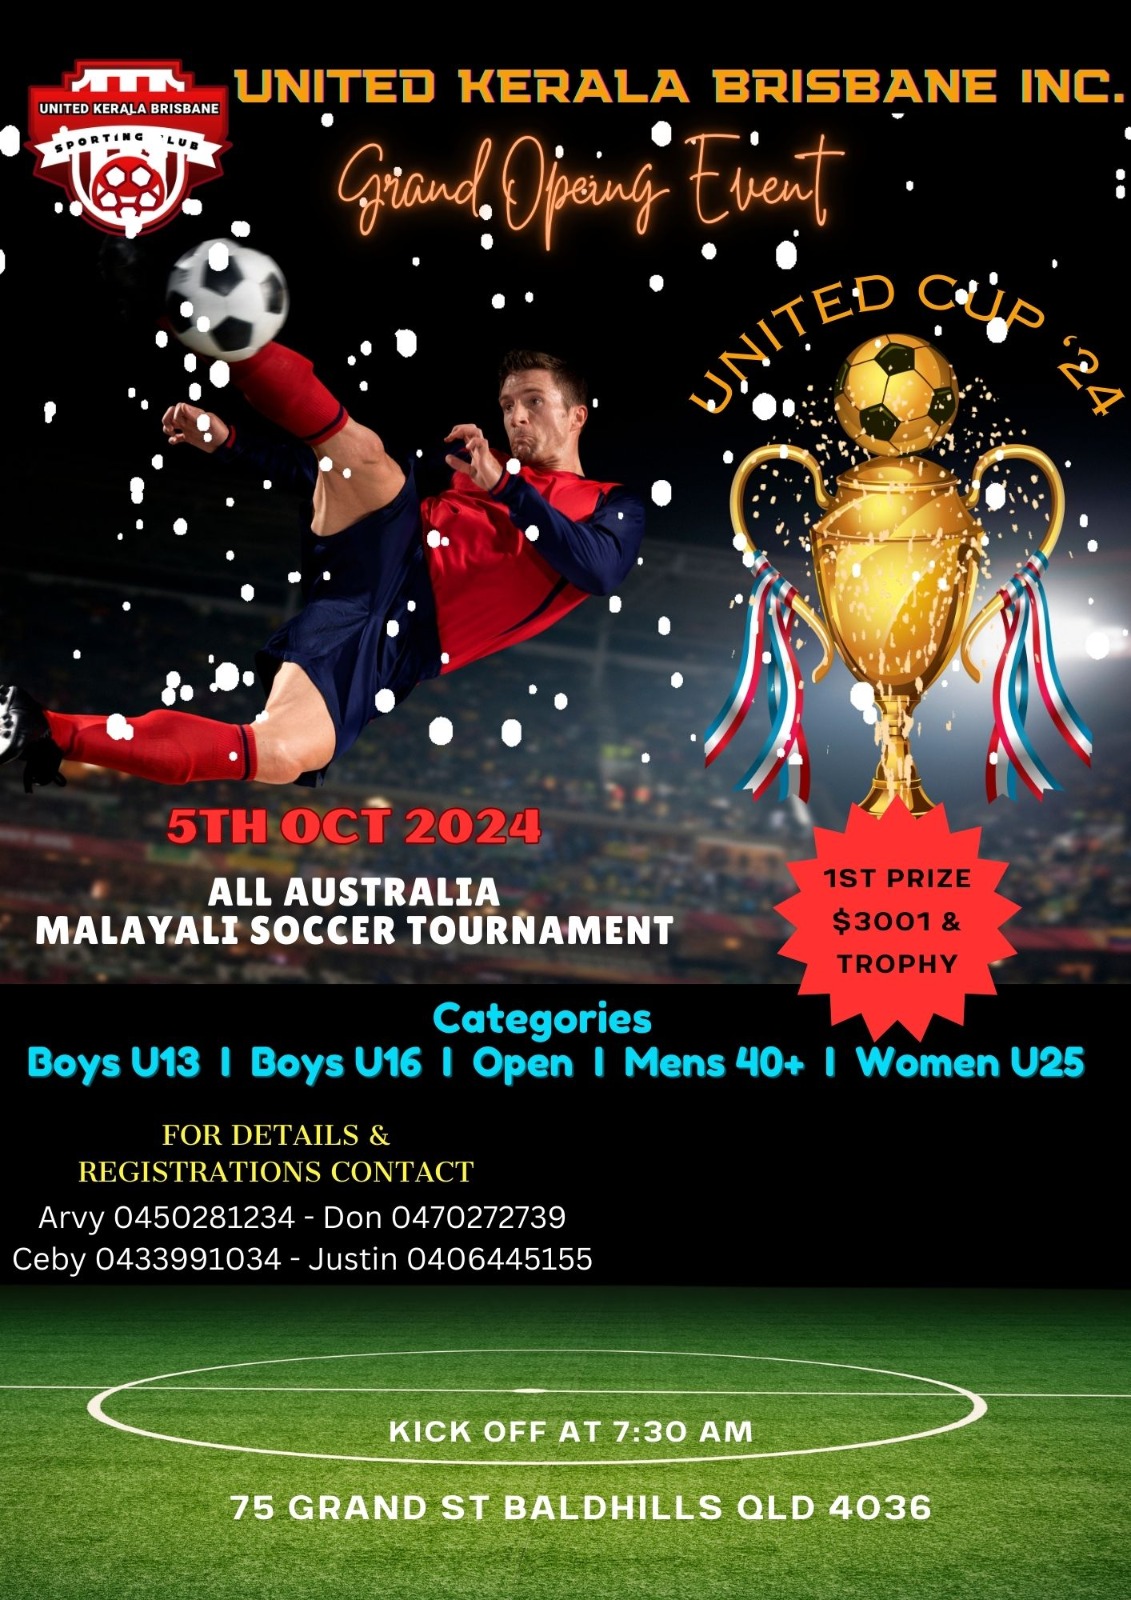 UNITED KERALA BRISBANE
SPORTING CLUB
UNITED KERALA BRISBANE INC.
Grand Opeing Event
UNITED CUP '24
5TH OCT 2024
ALL AUSTRALIA
MALAYALI SOCCER TOURNAMENT
1ST PRIZE
$3001 &
TROPHY
Categories
Boys U13 I Boys U16 I Open I Mens 40+ I Women U25
FOR DETAILS &
REGISTRATIONS CONTACT
Arvy 0450281234 - Don 0470272739
Ceby 0433991034 - Justin 0406445155
KICK OFF AT 7:30 AM
75 GRAND ST BALDHILLS QLD 4036